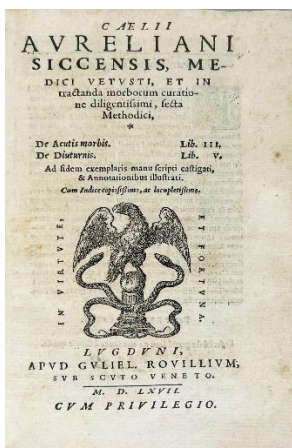 CAELII
AVRELIANI
SICCENSIS, ME-
DICI VETVSTI, ET IN
tractanda morborum curatio-
ne diligentissimi, secta
Methodici,
*
De Acutis morbis. Lib. III,
De Diuturnis. Lib. V,
Ad fidem exemplaris manu scripti castigati,
& Annotationibus illustrati.
Cum Indice copiosissimo, ac locupletissimo.
IN VIRTVTE,
ET FORTVNA.
LVGDVNI,
APVD GVLIEL. ROVILLIVM,
SVB SCVTO VENETO.
M. D. LXVII.
CVM PRIVILEGIO.